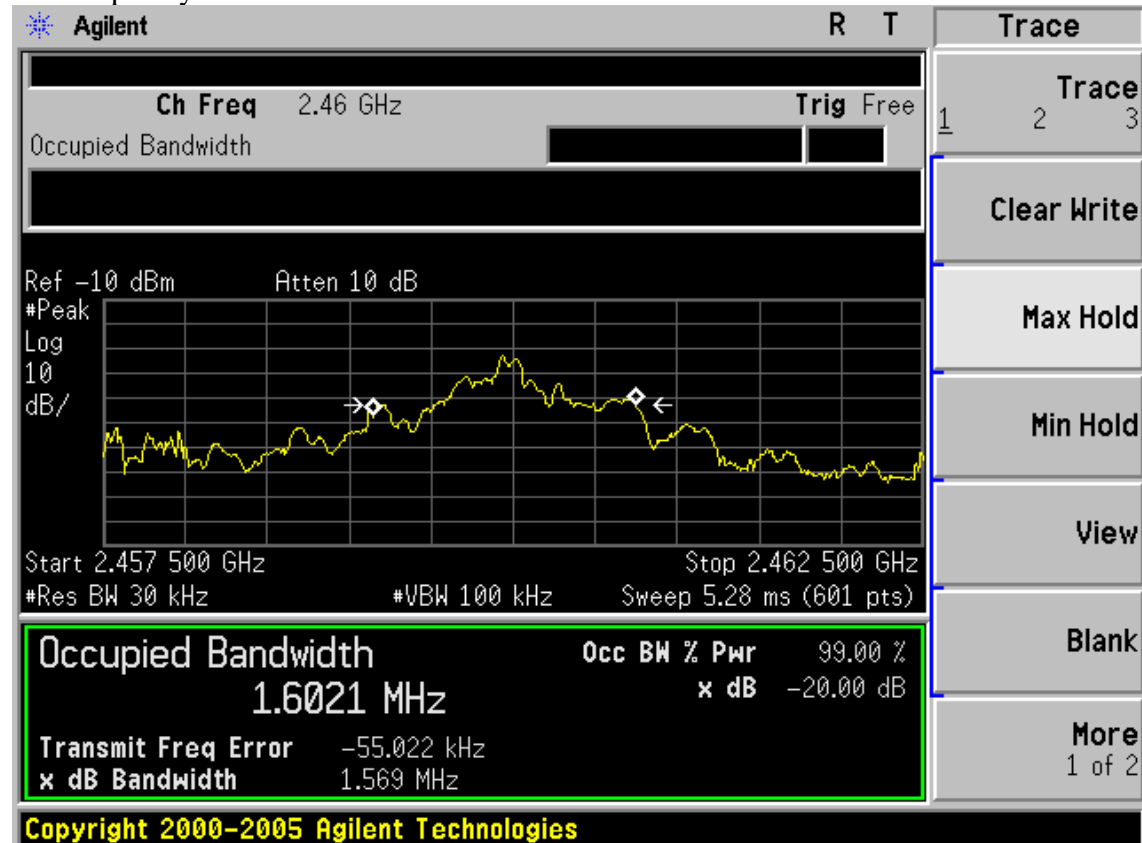 Agilent R T
Ch Freq 2.46 GHz Trig Free
Occupied Bandwidth
Ref -10 dBm Atten 10 dB
#Peak
Log
10
dB/
Start 2.457 500 GHz Stop 2.462 500 GHz
#Res BW 30 kHz #VBW 100 kHz Sweep 5.28 ms (601 pts)
Occupied Bandwidth Occ BW % Pwr 99.00 %
1.6021 MHz x dB -20.00 dB
Transmit Freq Error -55.022 kHz
x dB Bandwidth 1.569 MHz
Copyright 2000-2005 Agilent Technologies
Trace
Trace
1 2 3
Clear Write
Max Hold
Min Hold
View
Blank
More
1 of 2